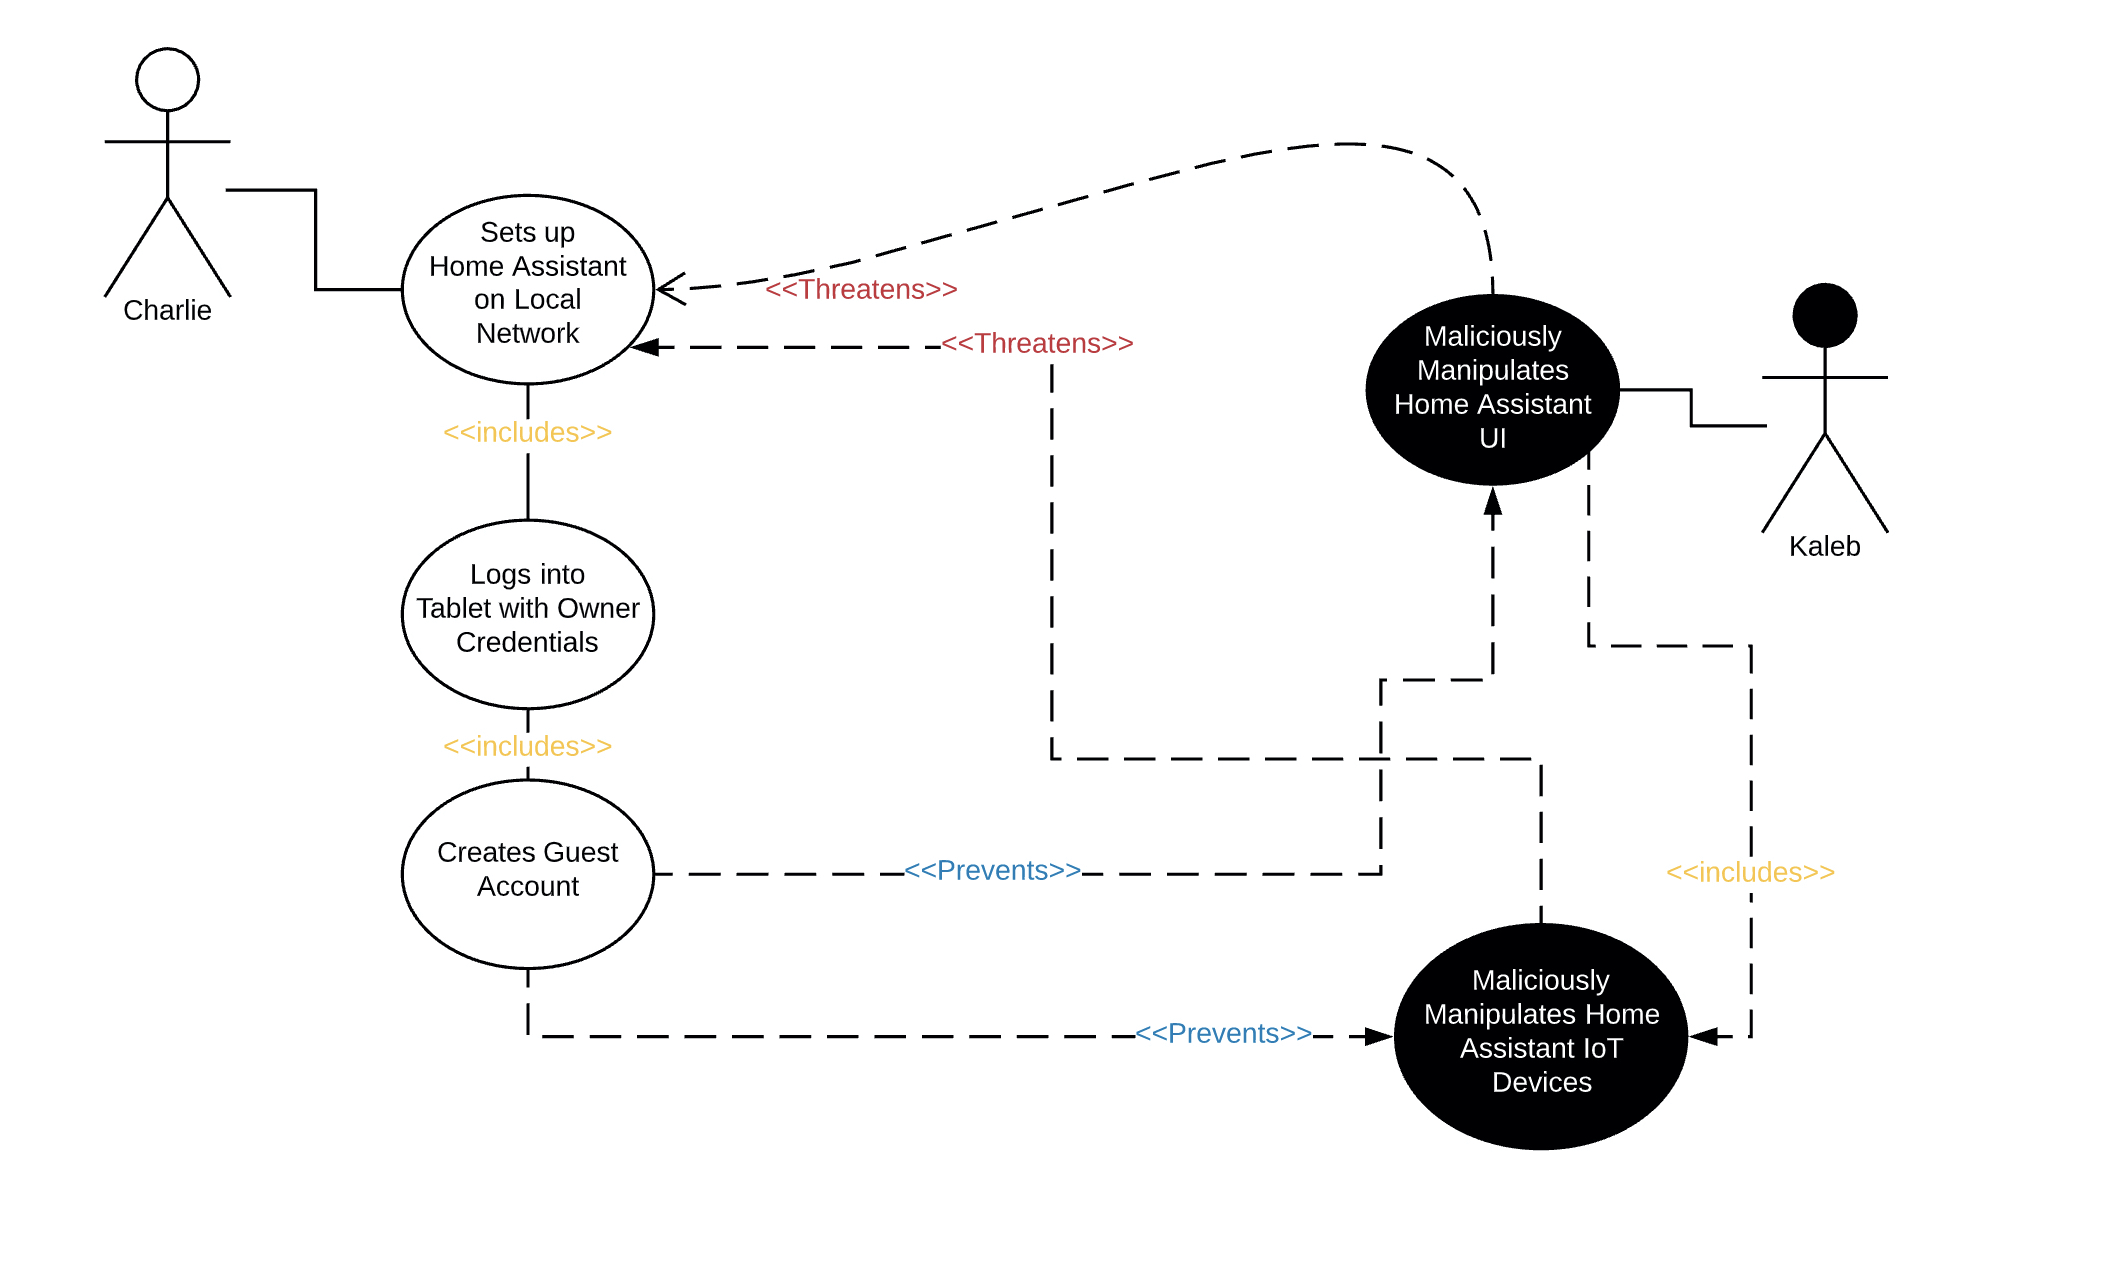 Charlie
Sets up
Home Assistant
on Local
Network
<<Threatens>>
<<Threatens>>
Maliciously
Manipulates
Home Assistant
UI
Kaleb
<<includes>>
Logs into
Tablet with Owner
Credentials
<<includes>>
Creates Guest
Account
<<Prevents>>
<<includes>>
<<Prevents>>
Maliciously
Manipulates Home
Assistant IoT
Devices